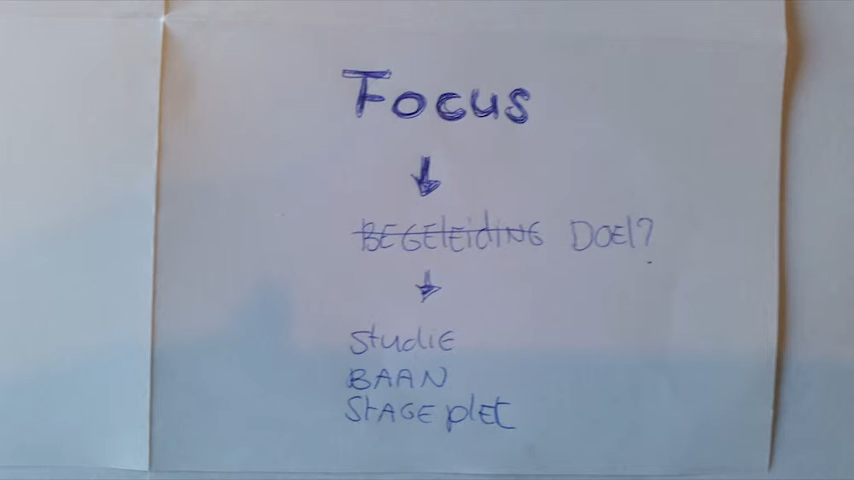 Focus
BEGELEIDING DOEl?
StudiE
BAAN
StAGE plEt